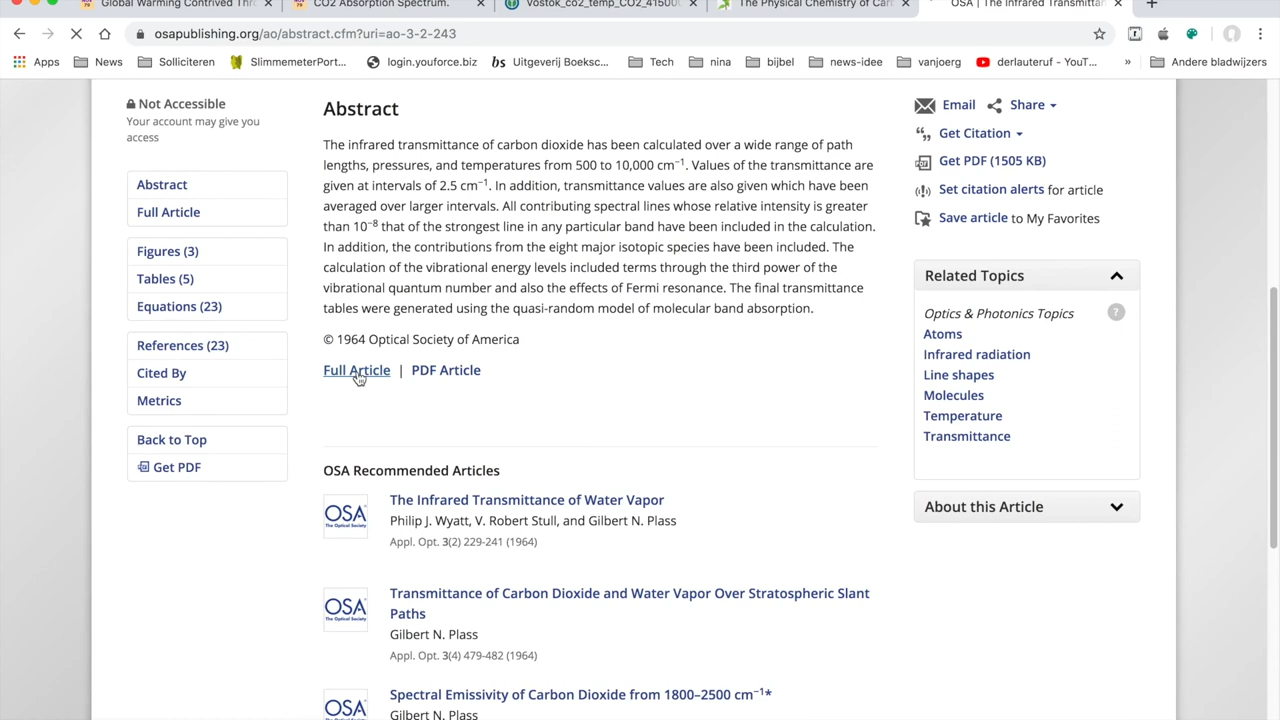 Global Warming Contrived Thr
CO2 Absorption Spectrum.
Vostok_co2_temp_CO2_41500
The Physical Chemistry of Car
OSA | The Infrared Transmittan
osapublishing.org/ao/abstract.cfm?uri=ao-3-2-243
Apps
News
Solliciteren
SlimmemeterPort...
login.youforce.biz
bs Uitgeverij Boeksc...
Tech
nina
bijbel
news-idee
vanjoerg
derlauteruf - YouT...
»
Andere bladwijzers
Not Accessible
Your account may give you
access
Abstract
Full Article
Figures (3)
Tables (5)
Equations (23)
References (23)
Cited By
Metrics
Back to Top
Get PDF
Abstract
The infrared transmittance of carbon dioxide has been calculated over a wide range of path
lengths, pressures, and temperatures from 500 to 10,000 cm⁻¹. Values of the transmittance are
given at intervals of 2.5 cm⁻¹. In addition, transmittance values are also given which have been
averaged over larger intervals. All contributing spectral lines whose relative intensity is greater
than 10⁻⁸ that of the strongest line in any particular band have been included in the calculation.
In addition, the contributions from the eight major isotopic species have been included. The
calculation of the vibrational energy levels included terms through the third power of the
vibrational quantum number and also the effects of Fermi resonance. The final transmittance
tables were generated using the quasi-random model of molecular band absorption.
© 1964 Optical Society of America
Full Article | PDF Article
OSA Recommended Articles
OSA
The Optical Society
The Infrared Transmittance of Water Vapor
Philip J. Wyatt, V. Robert Stull, and Gilbert N. Plass
Appl. Opt. 3(2) 229-241 (1964)
OSA
The Optical Society
Transmittance of Carbon Dioxide and Water Vapor Over Stratospheric Slant
Paths
Gilbert N. Plass
Appl. Opt. 3(4) 479-482 (1964)
OSA
Spectral Emissivity of Carbon Dioxide from 1800–2500 cm⁻¹*
Gilbert N. Plass
Email
Share
Get Citation
Get PDF (1505 KB)
Set citation alerts for article
Save article to My Favorites
Related Topics
Optics & Photonics Topics
?
Atoms
Infrared radiation
Line shapes
Molecules
Temperature
Transmittance
About this Article